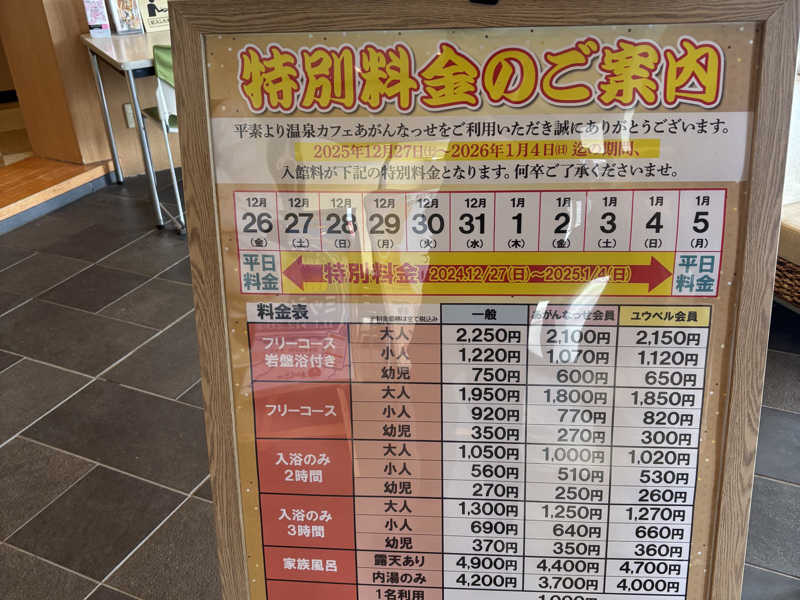 特別料金のご案内
平素より温泉カフェあがんなっせをご利用いただき誠にありがとうございます。
2025年12月27日㈯〜2026年1月4日㈰ 迄の期間、
入館料が下記の特別料金となります。何卒ご了承くださいませ。
12月 12月 12月 12月 12月 12月 1月 1月 1月 1月 1月
26 27 28 29 30 31 1 2 3 4 5
(金) (土) (日) (月) (火) (水) (木) (金) (土) (日) (月)
平日料金 特別料金 2024.12/27(日)〜2025.1/4(日) 平日料金
料金表 一般 あがんなっせ会員 ユウベル会員
フリーコース 岩盤浴付き
大人 2,250円 2,100円 2,150円
小人 1,220円 1,070円 1,120円
幼児 750円 600円 650円
フリーコース
大人 1,950円 1,800円 1,850円
小人 920円 770円 820円
幼児 350円 270円 300円
入浴のみ 2時間
大人 1,050円 1,000円 1,020円
小人 560円 510円 530円
幼児 270円 250円 260円
入浴のみ 3時間
大人 1,300円 1,250円 1,270円
小人 690円 640円 660円
幼児 370円 350円 360円
家族風呂
露天あり 4,900円 4,400円 4,700円
内湯のみ 4,200円 3,700円 4,000円
1名利用